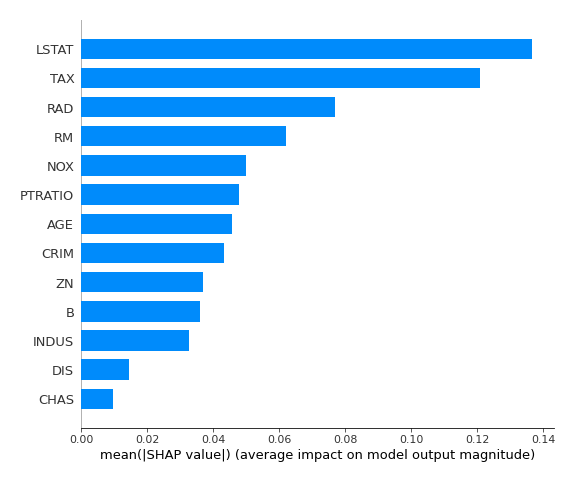 LSTAT
TAX
RAD
RM
NOX
PTRATIO
AGE
CRIM
ZN
B
INDUS
DIS
CHAS
0.00 0.02 0.04 0.06 0.08 0.10 0.12 0.14
mean(|SHAP value|) (average impact on model output magnitude)